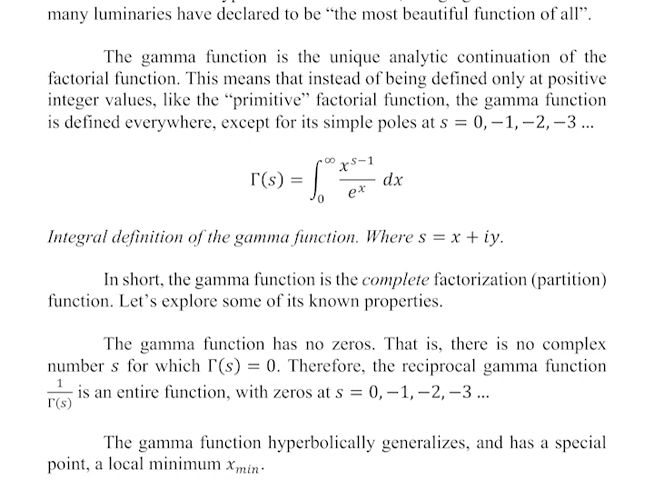 many luminaries have declared to be “the most beautiful function of all”.
The gamma function is the unique analytic continuation of the
factorial function. This means that instead of being defined only at positive
integer values, like the “primitive” factorial function, the gamma function
is defined everywhere, except for its simple poles at s = 0, −1, −2, −3 ...
Γ(s) = ∫₀^∞ x^(s−1)/e^x dx
Integral definition of the gamma function. Where s = x + iy.
In short, the gamma function is the complete factorization (partition)
function. Let’s explore some of its known properties.
The gamma function has no zeros. That is, there is no complex
number s for which Γ(s) = 0. Therefore, the reciprocal gamma function
1/Γ(s) is an entire function, with zeros at s = 0, −1, −2, −3 ...
The gamma function hyperbolically generalizes, and has a special
point, a local minimum x_min.